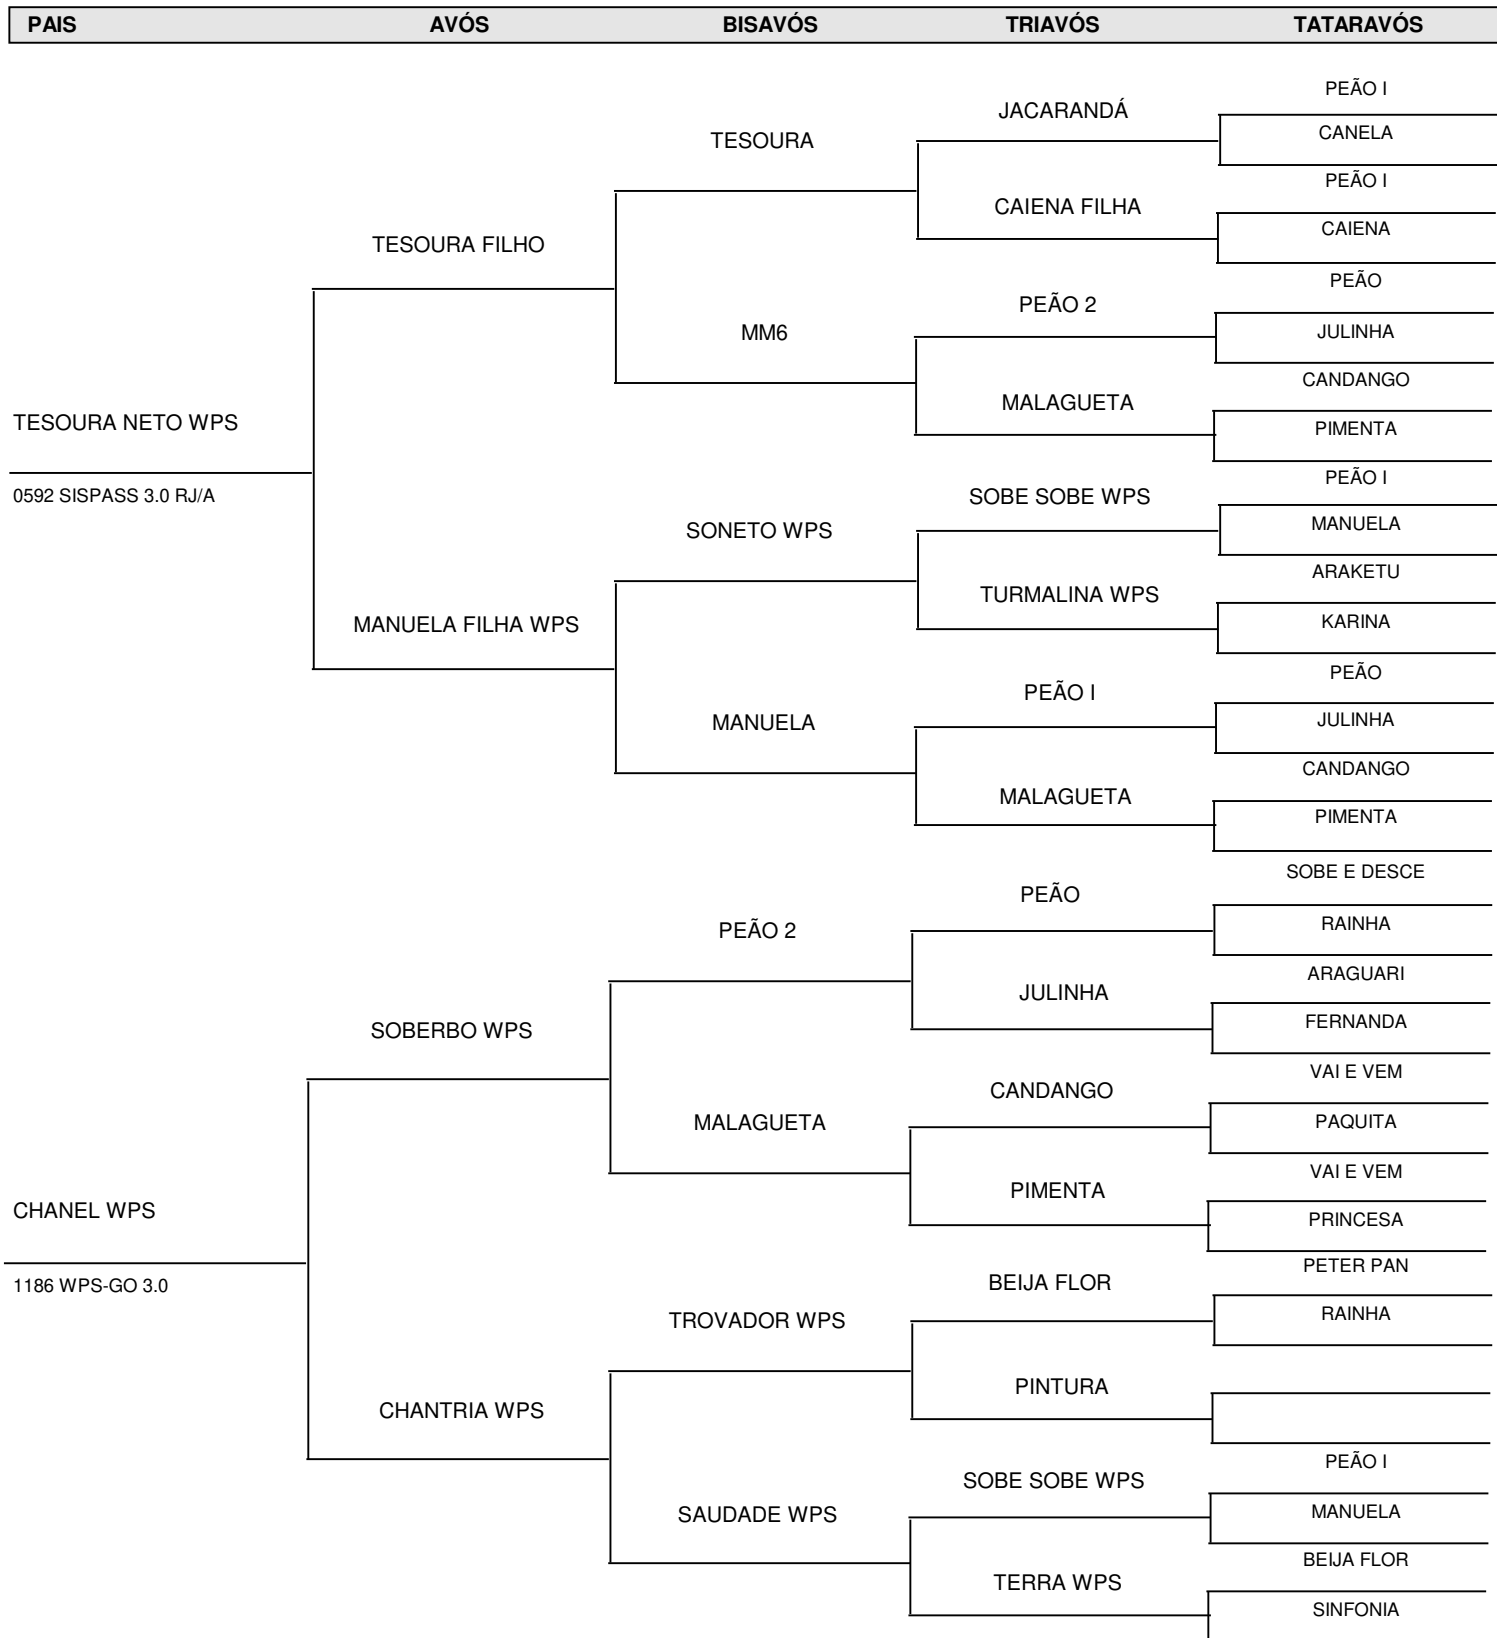 PAIS AVÓS BISAVÓS TRIAVÓS TATARAVÓS
PEÃO I
JACARANDÁ
CANELA
TESOURA
PEÃO I
CAIENA FILHA
CAIENA
TESOURA FILHO
PEÃO
PEÃO 2
JULINHA
MM6
CANDANGO
MALAGUETA
TESOURA NETO WPS
PIMENTA
PEÃO I
0592 SISPASS 3.0 RJ/A
SOBE SOBE WPS
MANUELA
SONETO WPS
ARAKETU
TURMALINA WPS
KARINA
MANUELA FILHA WPS
PEÃO
PEÃO I
JULINHA
MANUELA
CANDANGO
MALAGUETA
PIMENTA
SOBE E DESCE
PEÃO
RAINHA
PEÃO 2
ARAGUARI
JULINHA
FERNANDA
SOBERBO WPS
VAI E VEM
CANDANGO
PAQUITA
MALAGUETA
VAI E VEM
PIMENTA
CHANEL WPS
PRINCESA
PETER PAN
1186 WPS-GO 3.0
BEIJA FLOR
RAINHA
TROVADOR WPS
PINTURA
CHANTRIA WPS
PEÃO I
SOBE SOBE WPS
MANUELA
SAUDADE WPS
BEIJA FLOR
TERRA WPS
SINFONIA